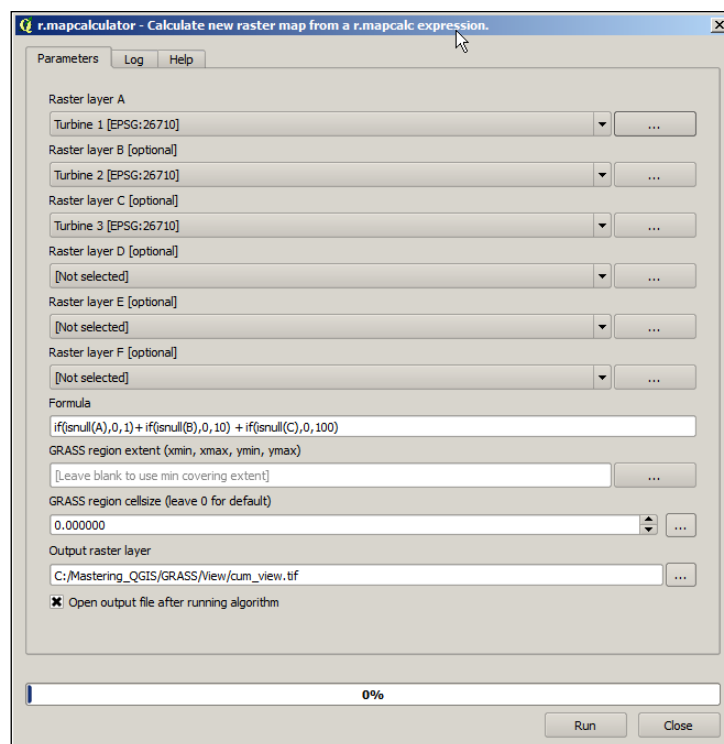 r.mapcalculator - Calculate new raster map from a r.mapcalc expression.
Parameters Log Help
Raster layer A
Turbine 1 [EPSG:26710] ...
Raster layer B [optional]
Turbine 2 [EPSG:26710] ...
Raster layer C [optional]
Turbine 3 [EPSG:26710] ...
Raster layer D [optional]
[Not selected] ...
Raster layer E [optional]
[Not selected] ...
Raster layer F [optional]
[Not selected] ...
Formula
if(isnull(A),0,1)+ if(isnull(B),0,10) + if(isnull(C),0,100)
GRASS region extent (xmin, xmax, ymin, ymax)
[Leave blank to use min covering extent] ...
GRASS region cellsize (leave 0 for default)
0.000000 ...
Output raster layer
C:/Mastering_QGIS/GRASS/View/cum_view.tif ...
Open output file after running algorithm
0%
Run Close